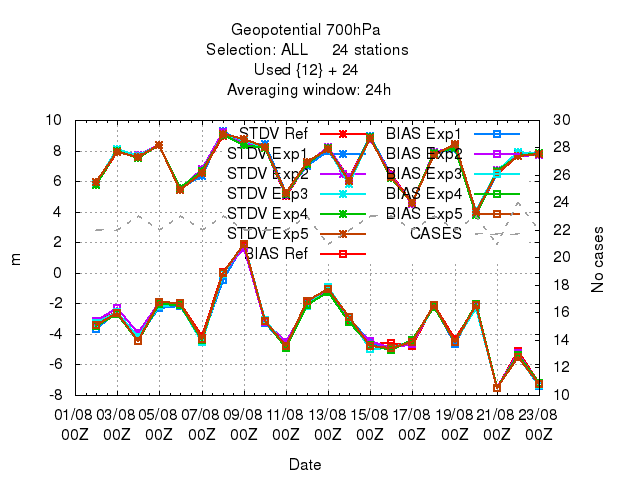 Geopotential 700hPa
Selection: ALL 24 stations
Used {12} + 24
Averaging window: 24h
10 30
8 28
6 26
4 24
2 22
0 20
-2 18
-4 16
-6 14
-8 12
10
m
No cases
STDV Ref BIAS Exp1
STDV Exp1 BIAS Exp2
STDV Exp2 BIAS Exp3
STDV Exp3 BIAS Exp4
STDV Exp4 BIAS Exp5
STDV Exp5 CASES
BIAS Ref
01/08 03/08 05/08 07/08 09/08 11/08 13/08 15/08 17/08 19/08 21/08 23/08
00Z 00Z 00Z 00Z 00Z 00Z 00Z 00Z 00Z 00Z 00Z 00Z
Date